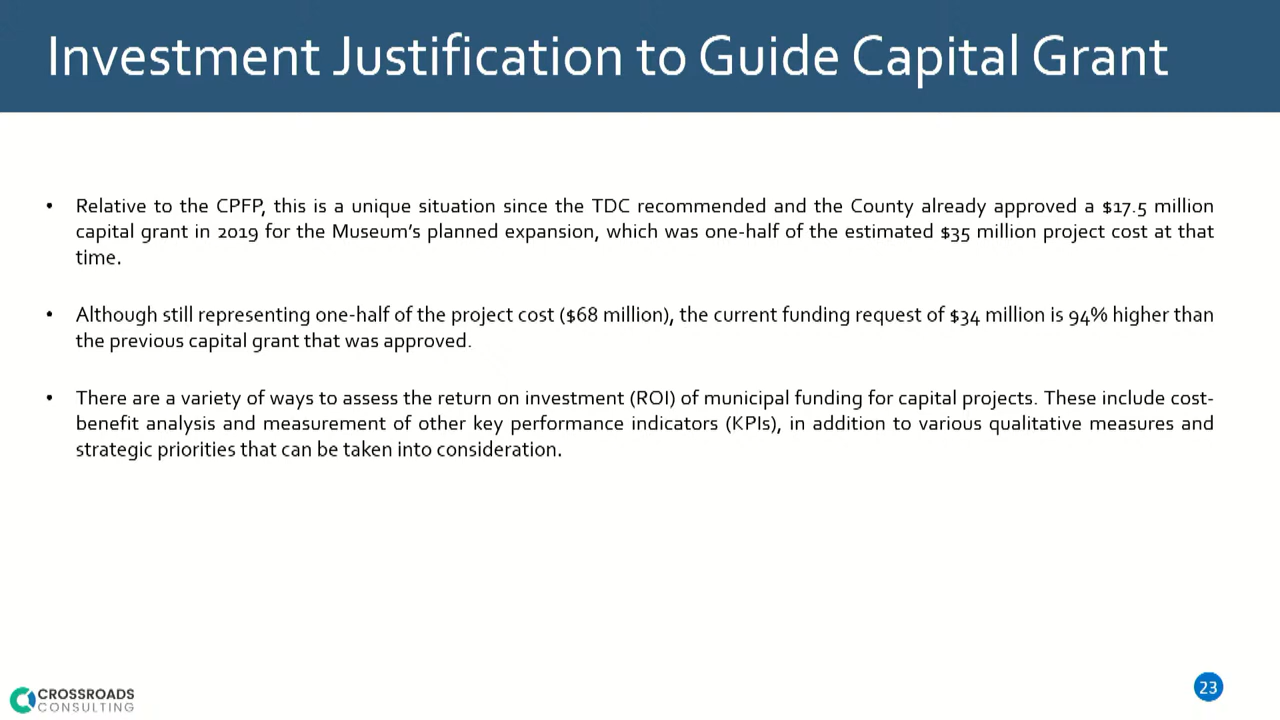 Investment Justification to Guide Capital Grant
• Relative to the CPFP, this is a unique situation since the TDC recommended and the County already approved a $17.5 million
capital grant in 2019 for the Museum's planned expansion, which was one-half of the estimated $35 million project cost at that
time.
• Although still representing one-half of the project cost ($68 million), the current funding request of $34 million is 94% higher than
the previous capital grant that was approved.
• There are a variety of ways to assess the return on investment (ROI) of municipal funding for capital projects. These include cost-
benefit analysis and measurement of other key performance indicators (KPIs), in addition to various qualitative measures and
strategic priorities that can be taken into consideration.
CROSSROADS
CONSULTING
23